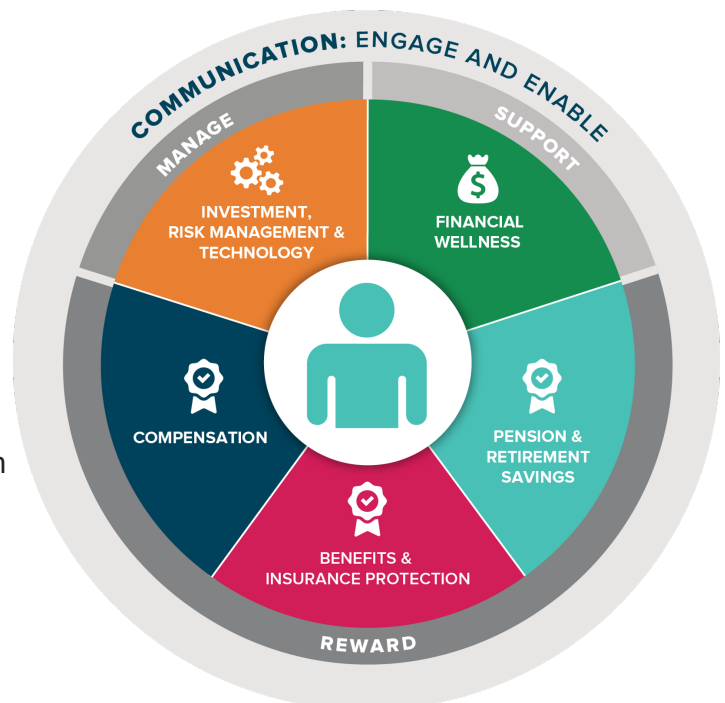 COMMUNICATION: ENGAGE AND ENABLE
MANAGE
SUPPORT
INVESTMENT,
RISK MANAGEMENT &
TECHNOLOGY
$
FINANCIAL
WELLNESS
COMPENSATION
PENSION &
RETIREMENT
SAVINGS
BENEFITS &
INSURANCE PROTECTION
REWARD